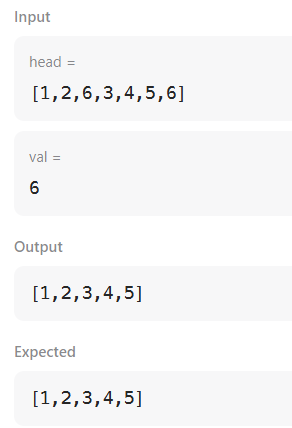 Input
head =
[1,2,6,3,4,5,6]
val =
6
Output
[1,2,3,4,5]
Expected
[1,2,3,4,5]